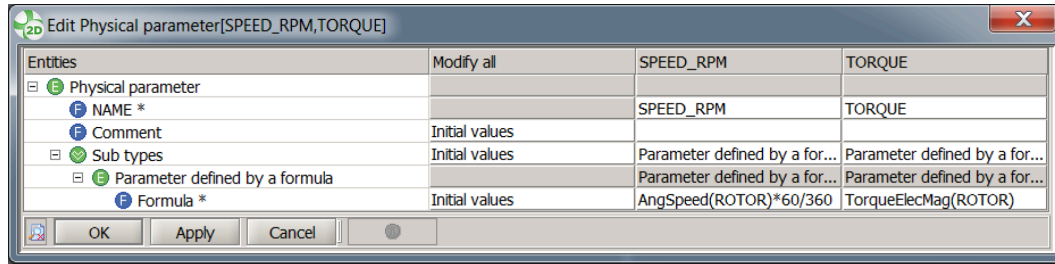 2D Edit Physical parameter[SPEED_RPM,TORQUE] X
Entities Modify all SPEED_RPM TORQUE
E Physical parameter
F NAME * SPEED_RPM TORQUE
F Comment Initial values
Sub types Initial values Parameter defined by a for... Parameter defined by a for...
E Parameter defined by a formula Parameter defined by a for... Parameter defined by a for...
F Formula * Initial values AngSpeed(ROTOR)*60/360 TorqueElecMag(ROTOR)
OK Apply Cancel